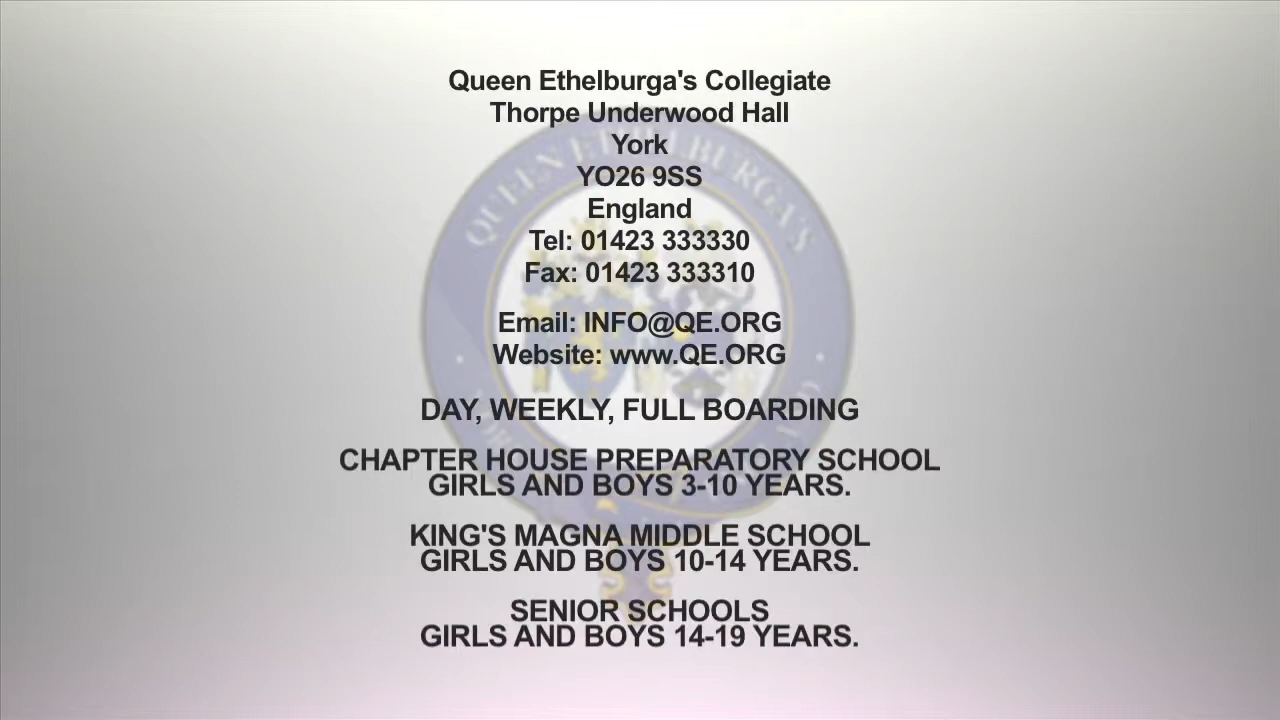 Queen Ethelburga's Collegiate
Thorpe Underwood Hall
York
YO26 9SS
England
Tel: 01423 333330
Fax: 01423 333310
Email: INFO@QE.ORG
Website: www.QE.ORG
DAY, WEEKLY, FULL BOARDING
CHAPTER HOUSE PREPARATORY SCHOOL
GIRLS AND BOYS 3-10 YEARS.
KING'S MAGNA MIDDLE SCHOOL
GIRLS AND BOYS 10-14 YEARS.
SENIOR SCHOOLS
GIRLS AND BOYS 14-19 YEARS.
QUEEN ETHELBURGA'S